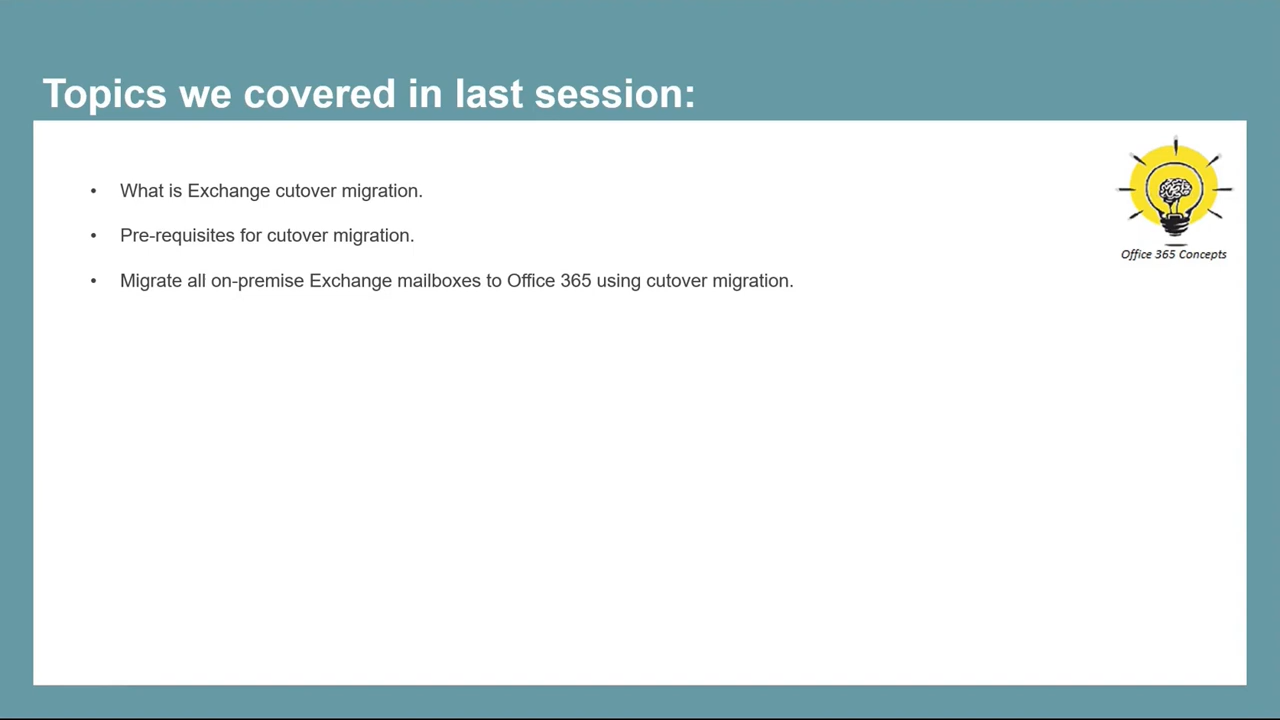 Topics we covered in last session:
• What is Exchange cutover migration.
• Pre-requisites for cutover migration.
• Migrate all on-premise Exchange mailboxes to Office 365 using cutover migration.
Office 365 Concepts